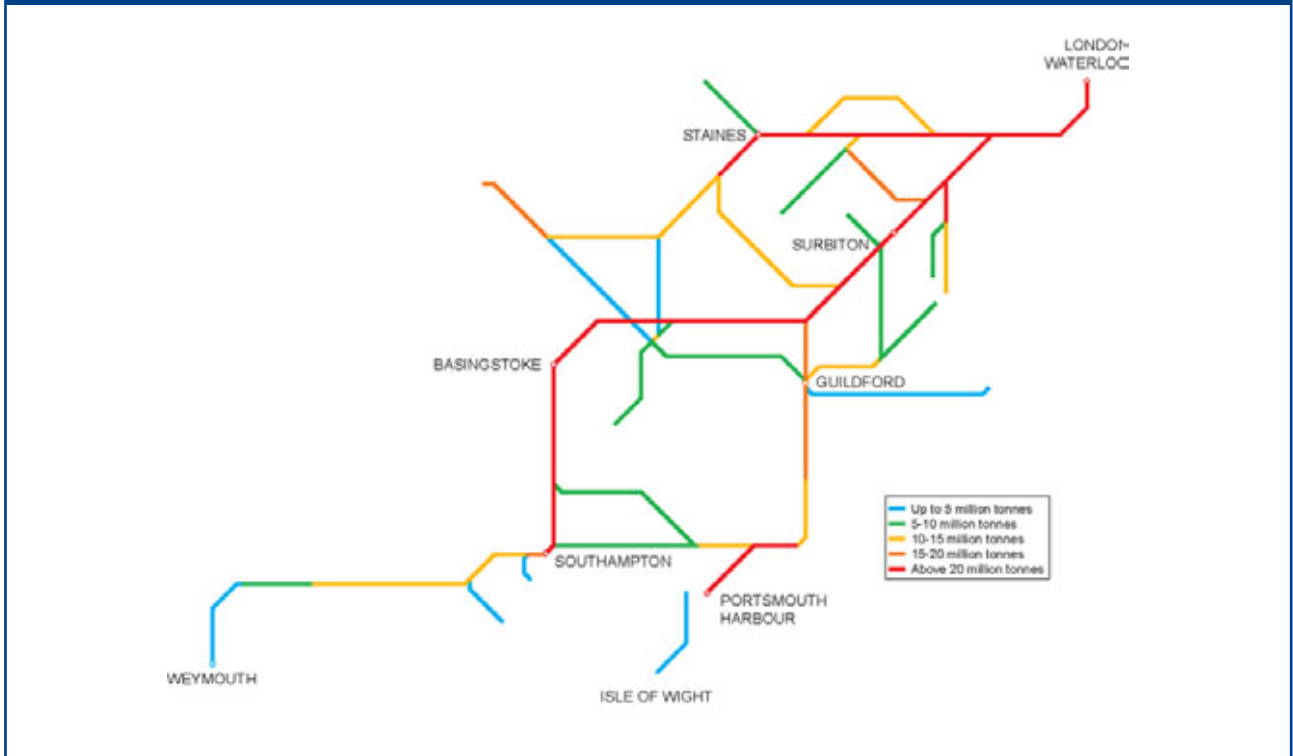 LONDON
WATERLOO
STAINES
SURBITON
BASINGSTOKE
GUILDFORD
Up to 5 million tonnes
5-10 million tonnes
10-15 million tonnes
15-20 million tonnes
Above 20 million tonnes
SOUTHAMPTON
PORTSMOUTH
HARBOUR
WEYMOUTH
ISLE OF WIGHT